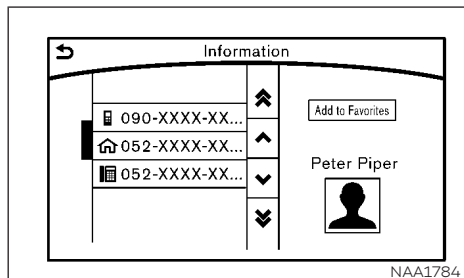 Information
090-XXXX-XX...
052-XXXX-XX...
052-XXXX-XX...
Add to Favorites
Peter Piper
NAA1784